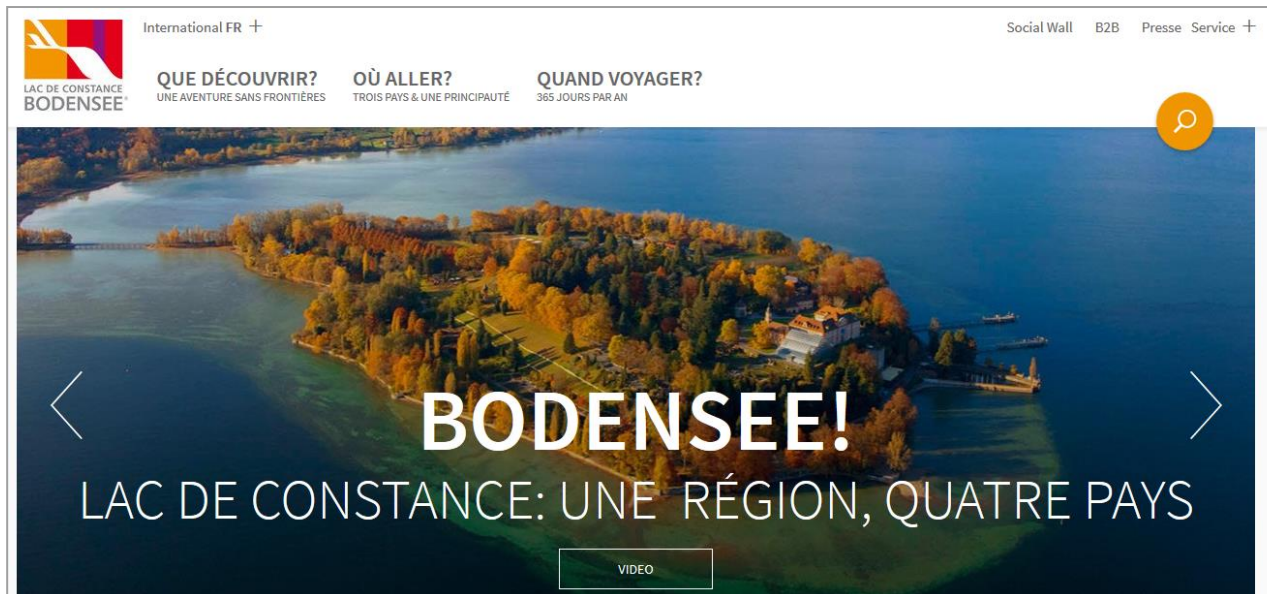 International FR +
Social Wall B2B Presse Service +
LAC DE CONSTANCE
BODENSEE®
QUE DÉCOUVRIR? OÙ ALLER? QUAND VOYAGER?
UNE AVENTURE SANS FRONTIÈRES TROIS PAYS & UNE PRINCIPAUTÉ 365 JOURS PAR AN
BODENSEE!
LAC DE CONSTANCE: UNE RÉGION, QUATRE PAYS
VIDEO